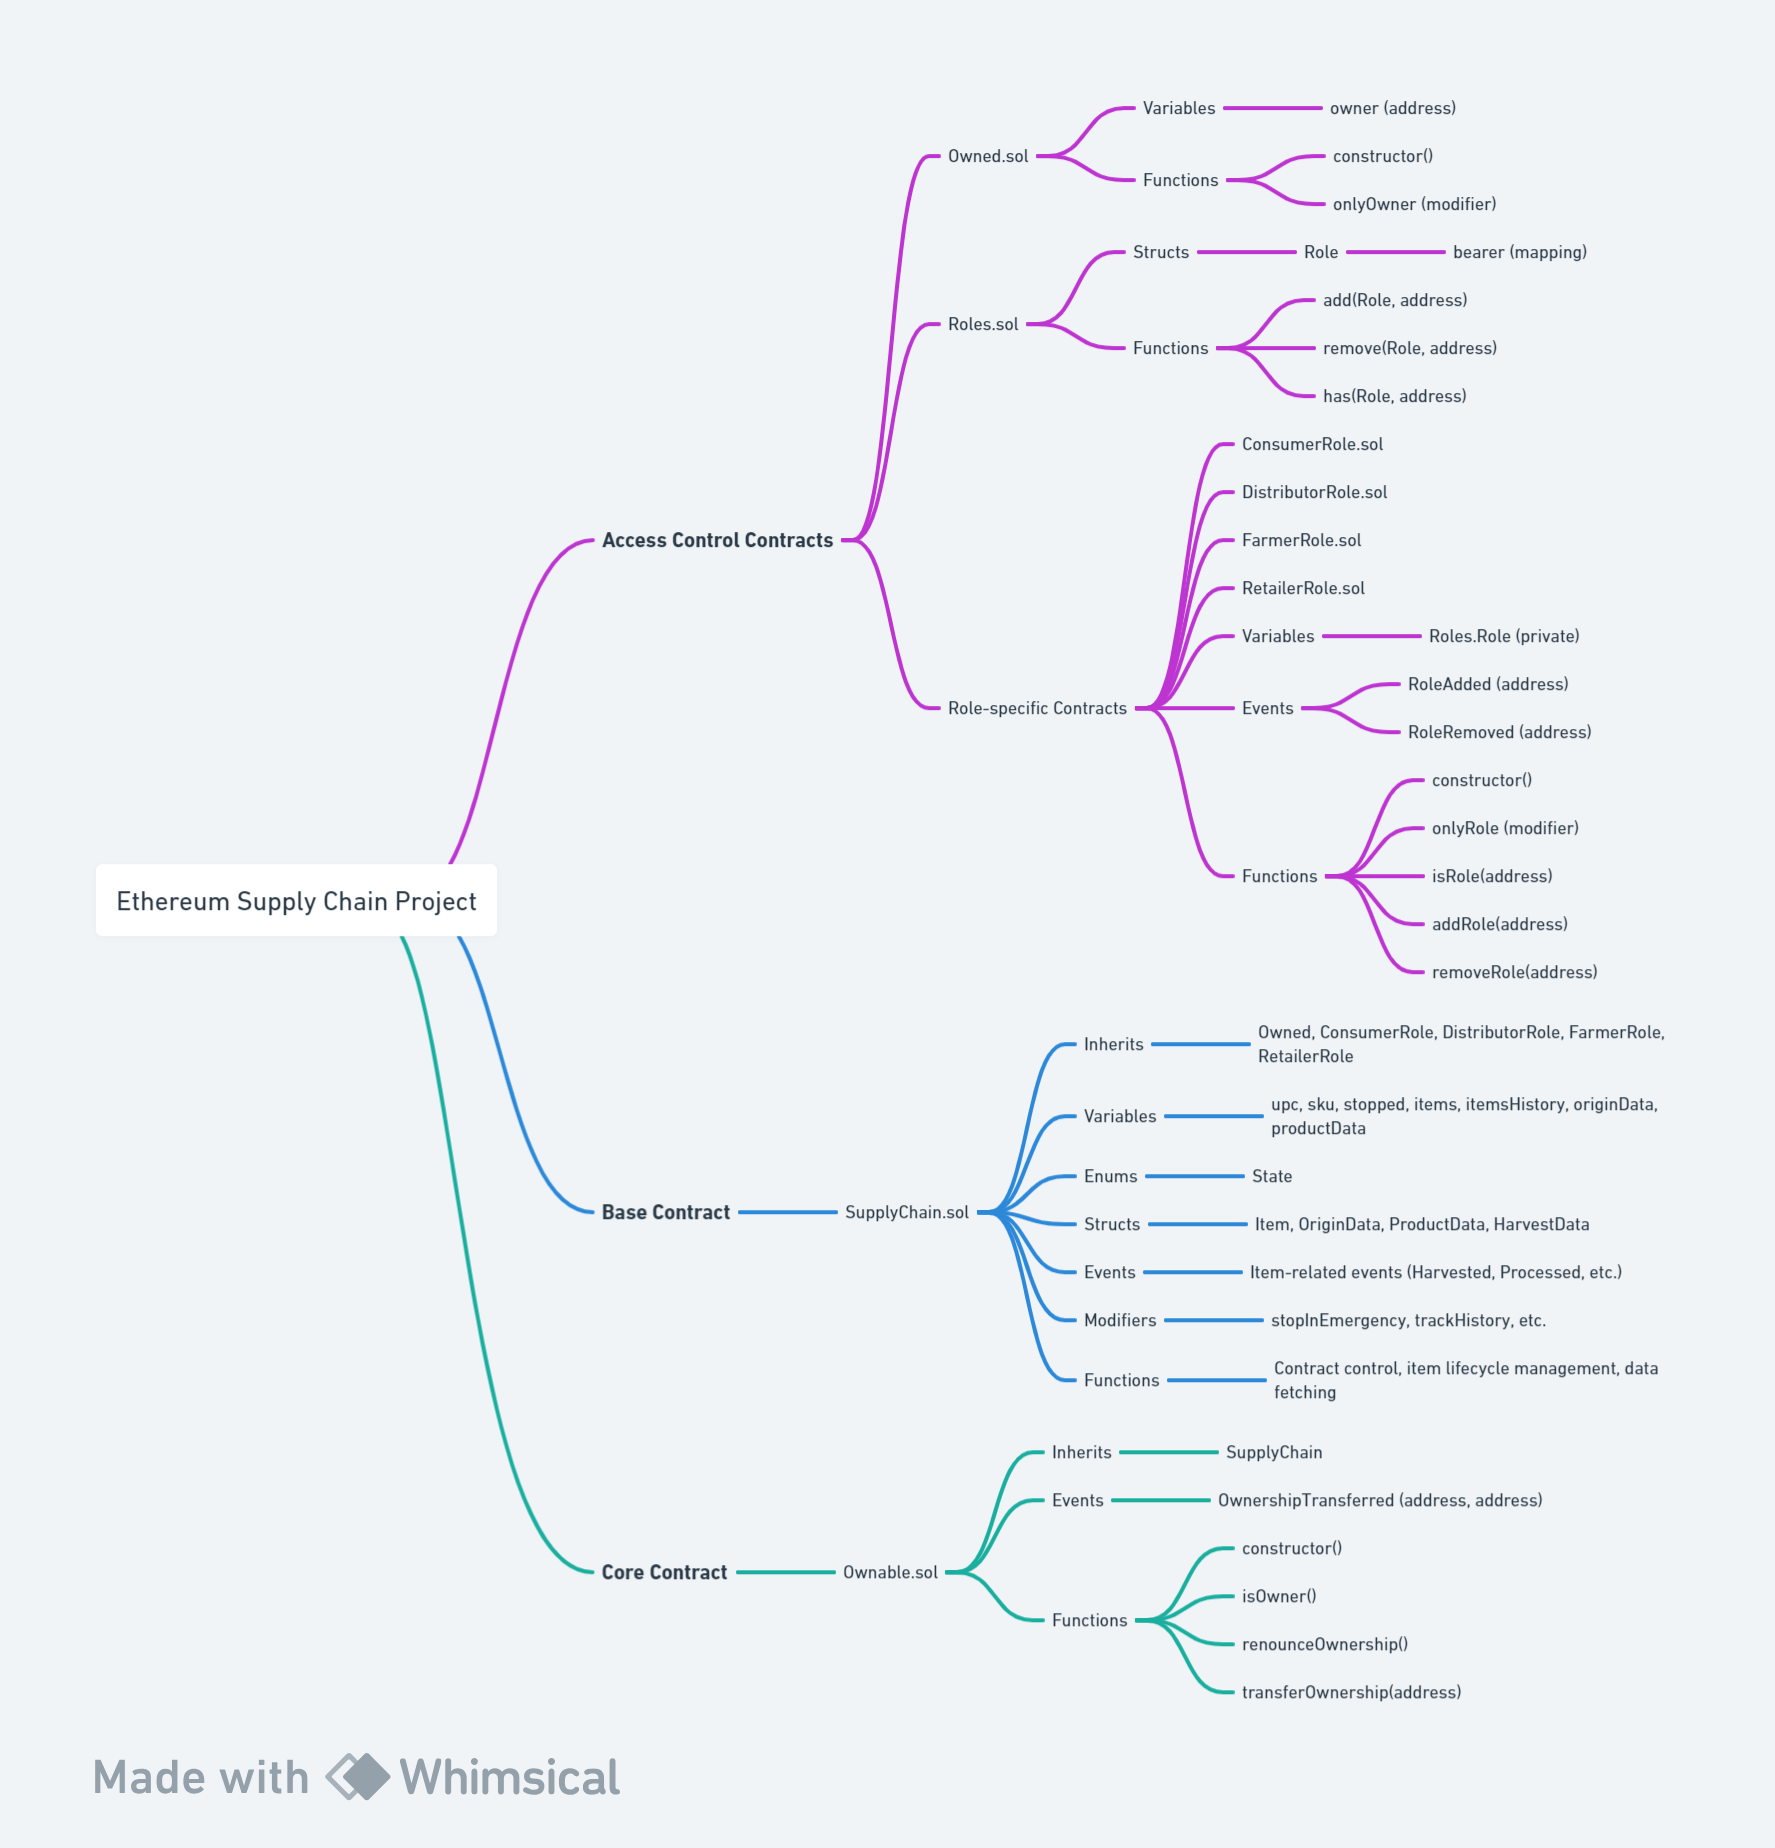 Ethereum Supply Chain Project
Access Control Contracts
Owned.sol
Variables
owner (address)
Functions
constructor()
onlyOwner (modifier)
Roles.sol
Structs
Role
bearer (mapping)
Functions
add(Role, address)
remove(Role, address)
has(Role, address)
Role-specific Contracts
ConsumerRole.sol
DistributorRole.sol
FarmerRole.sol
RetailerRole.sol
Variables
Roles.Role (private)
Events
RoleAdded (address)
RoleRemoved (address)
Functions
constructor()
onlyRole (modifier)
isRole(address)
addRole(address)
removeRole(address)
Base Contract
SupplyChain.sol
Inherits
Owned, ConsumerRole, DistributorRole, FarmerRole,
RetailerRole
Variables
upc, sku, stopped, items, itemsHistory, originData,
productData
Enums
State
Structs
Item, OriginData, ProductData, HarvestData
Events
Item-related events (Harvested, Processed, etc.)
Modifiers
stopInEmergency, trackHistory, etc.
Functions
Contract control, item lifecycle management, data
fetching
Core Contract
Ownable.sol
Inherits
SupplyChain
Events
OwnershipTransferred (address, address)
Functions
constructor()
isOwner()
renounceOwnership()
transferOwnership(address)
Made with Whimsical